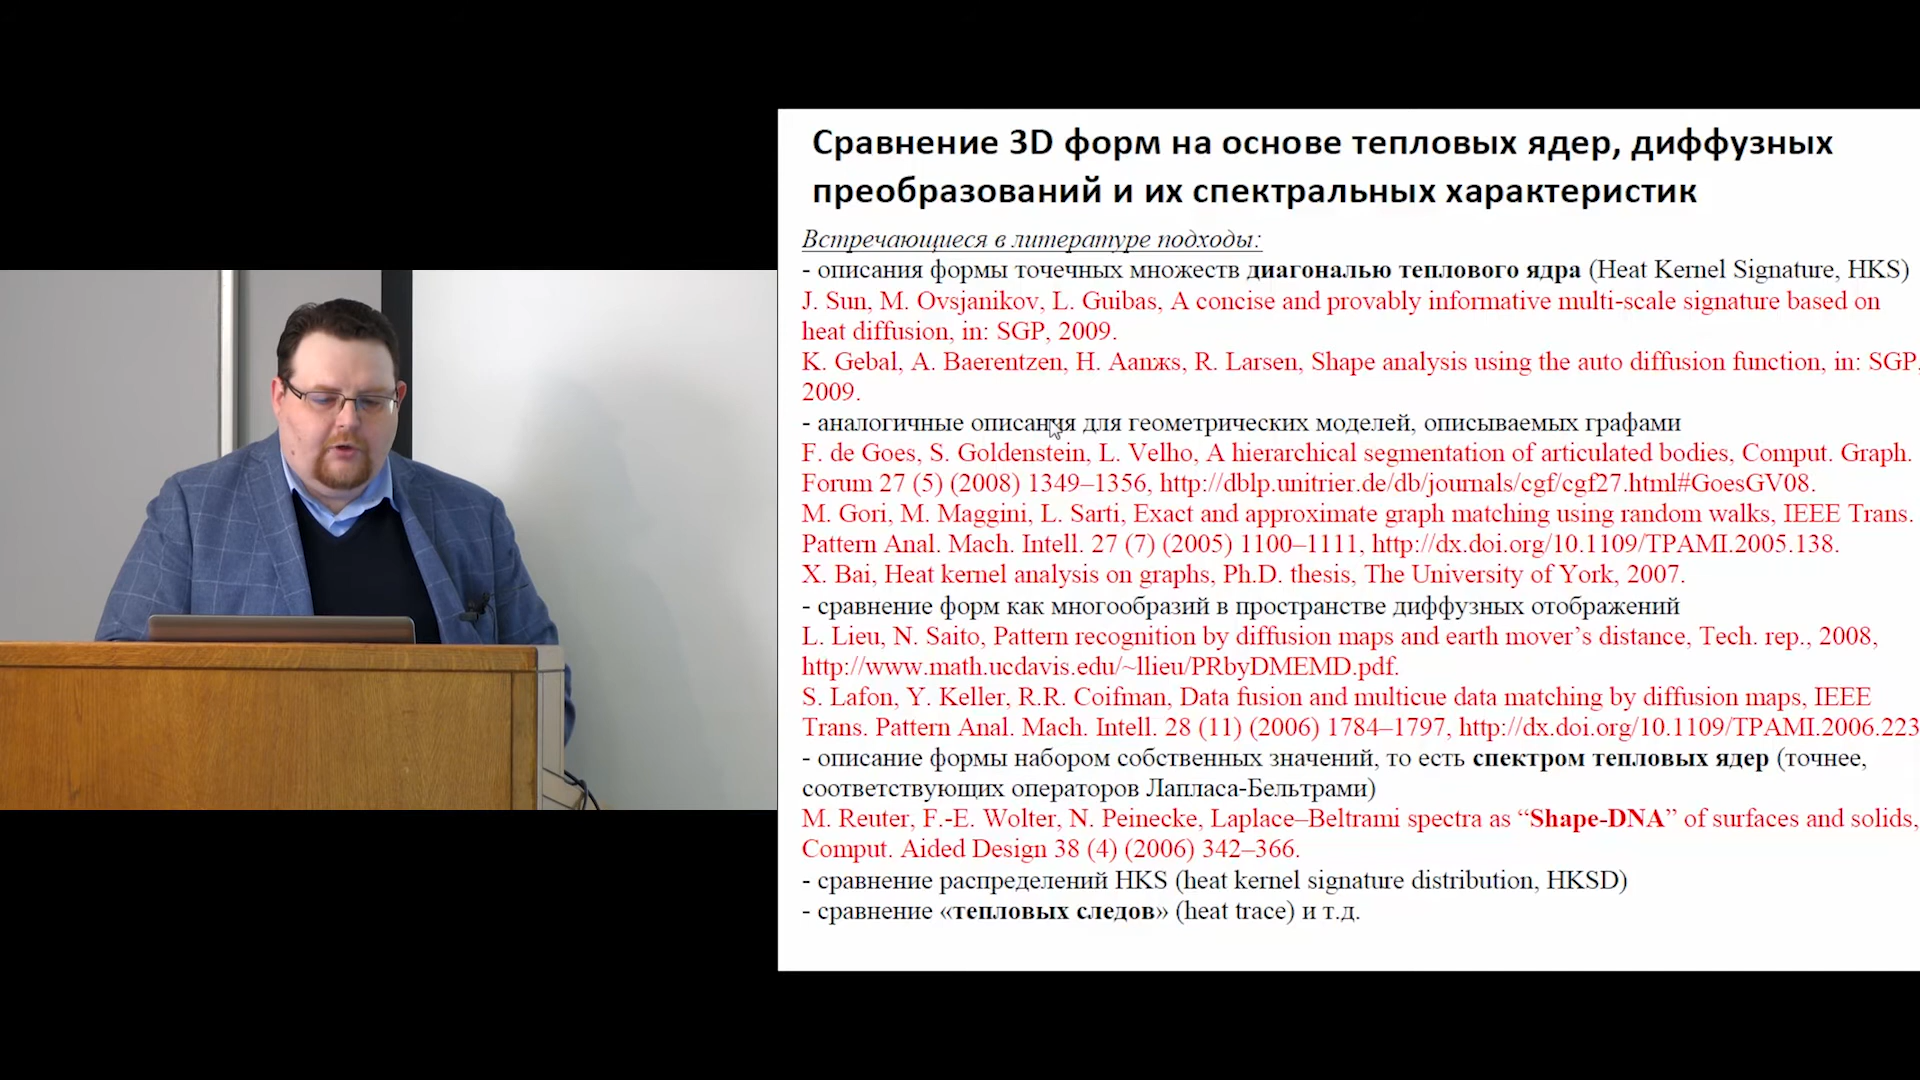 Сравнение 3D форм на основе тепловых ядер, диффузных
преобразований и их спектральных характеристик
Встречающиеся в литературе подходы:
- описания формы точечных множеств диагональю теплового ядра (Heat Kernel Signature, HKS)
J. Sun, M. Ovsjanikov, L. Guibas, A concise and provably informative multi-scale signature based on
heat diffusion, in: SGP, 2009.
K. Gebal, A. Baerentzen, H. Aanжs, R. Larsen, Shape analysis using the auto diffusion function, in: SGP,
2009.
- аналогичные описания для геометрических моделей, описываемых графами
F. de Goes, S. Goldenstein, L. Velho, A hierarchical segmentation of articulated bodies, Comput. Graph.
Forum 27 (5) (2008) 1349–1356, http://dblp.unitrier.de/db/journals/cgf/cgf27.html#GoesGV08.
M. Gori, M. Maggini, L. Sarti, Exact and approximate graph matching using random walks, IEEE Trans.
Pattern Anal. Mach. Intell. 27 (7) (2005) 1100–1111, http://dx.doi.org/10.1109/TPAMI.2005.138.
X. Bai, Heat kernel analysis on graphs, Ph.D. thesis, The University of York, 2007.
- сравнение форм как многообразий в пространстве диффузных отображений
L. Lieu, N. Saito, Pattern recognition by diffusion maps and earth mover’s distance, Tech. rep., 2008,
http://www.math.ucdavis.edu/~llieu/PRbyDMEMD.pdf.
S. Lafon, Y. Keller, R.R. Coifman, Data fusion and multicue data matching by diffusion maps, IEEE
Trans. Pattern Anal. Mach. Intell. 28 (11) (2006) 1784–1797, http://dx.doi.org/10.1109/TPAMI.2006.223
- описание формы набором собственных значений, то есть спектром тепловых ядер (точнее,
соответствующих операторов Лапласа-Бельтрами)
M. Reuter, F.-E. Wolter, N. Peinecke, Laplace–Beltrami spectra as “Shape-DNA” of surfaces and solids,
Comput. Aided Design 38 (4) (2006) 342–366.
- сравнение распределений HKS (heat kernel signature distribution, HKSD)
- сравнение «тепловых следов» (heat trace) и т.д.